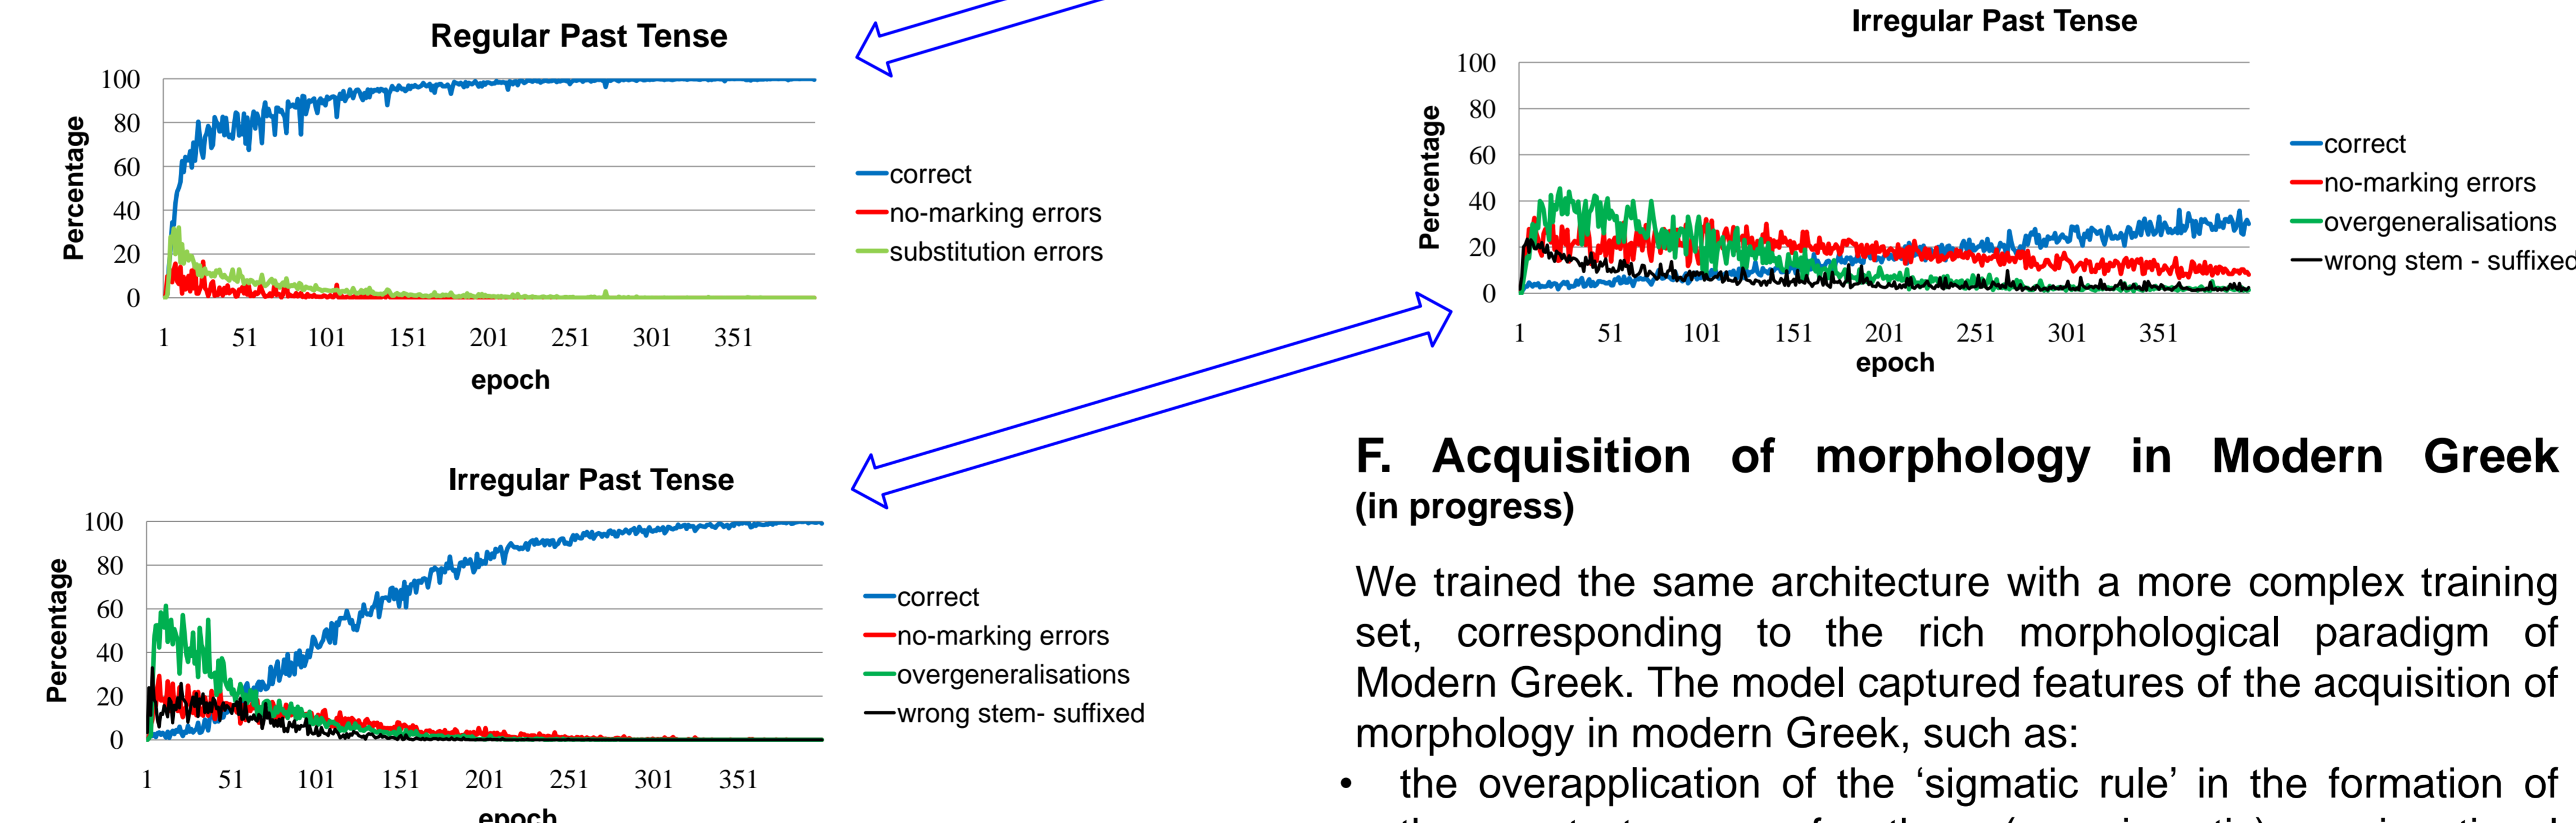 Regular Past Tense
100
80
60
40
20
0
Percentage
1 51 101 151 201 251 301 351
epoch
correct
no-marking errors
substitution errors
Irregular Past Tense
100
80
60
40
20
0
Percentage
1 51 101 151 201 251 301 351
epoch
correct
no-marking errors
overgeneralisations
wrong stem- suffixed
Irregular Past Tense
100
80
60
40
20
0
Percentage
1 51 101 151 201 251 301 351
epoch
correct
no-marking errors
overgeneralisations
wrong stem - suffixed
F. Acquisition of morphology in Modern Greek
(in progress)
We trained the same architecture with a more complex training
set, corresponding to the rich morphological paradigm of
Modern Greek. The model captured features of the acquisition of
morphology in modern Greek, such as:
• the overapplication of the ‘sigmatic rule’ in the formation of